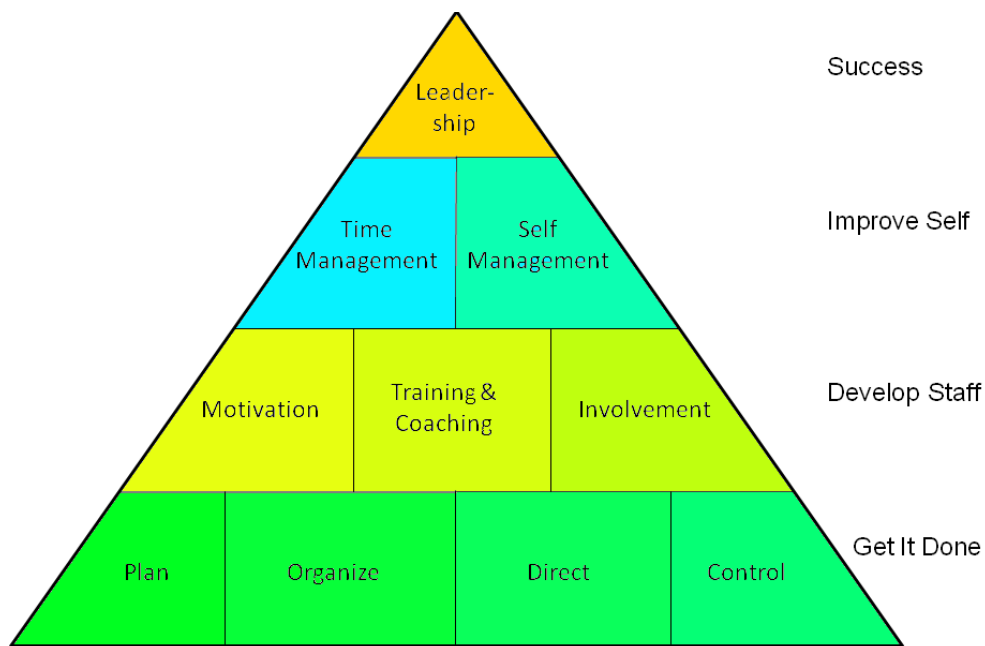 Leader-
ship
Success
Time
Management
Self
Management
Improve Self
Motivation
Training &
Coaching
Involvement
Develop Staff
Plan
Organize
Direct
Control
Get It Done